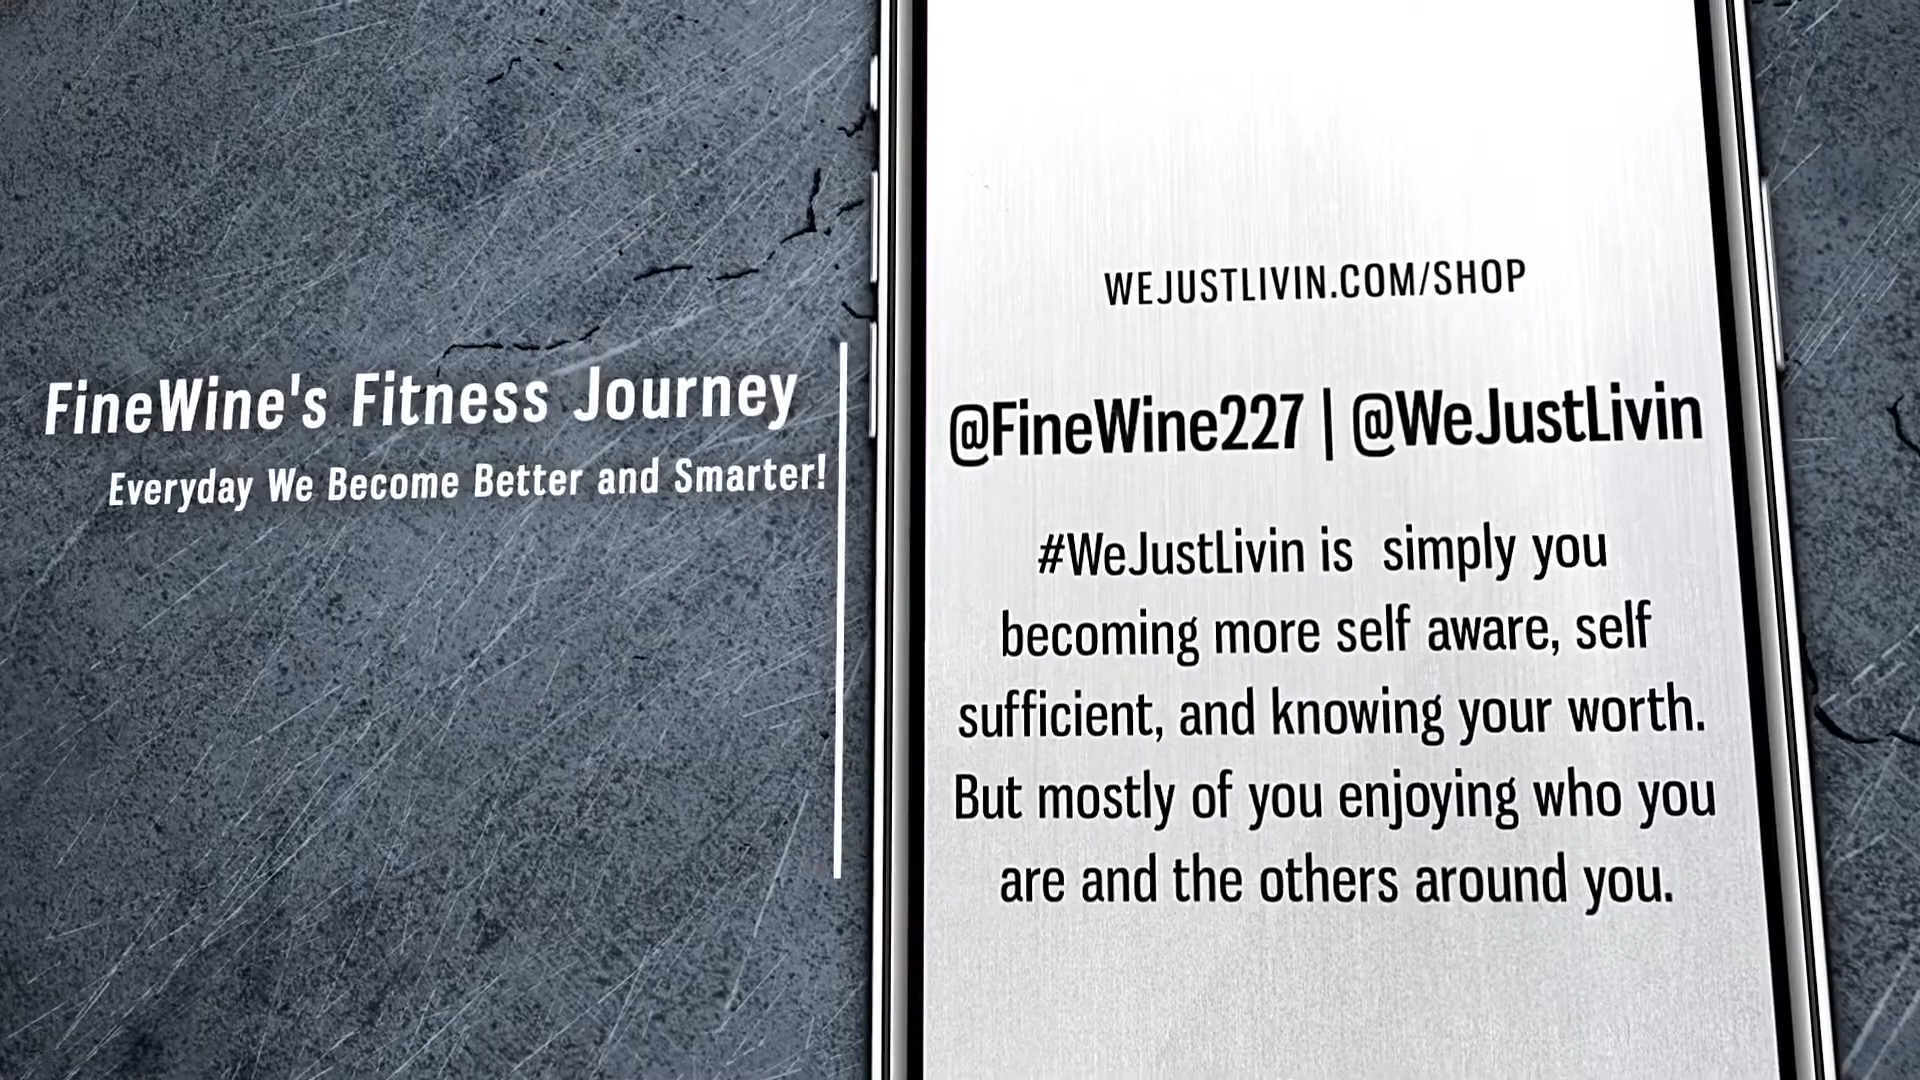 FineWine's Fitness Journey
Everyday We Become Better and Smarter!
WEJUSTLIVIN.COM/SHOP
@FineWine227 | @WeJustLivin
#WeJustLivin is  simply you
becoming more self aware, self
sufficient, and knowing your worth.
But mostly of you enjoying who you
are and the others around you.